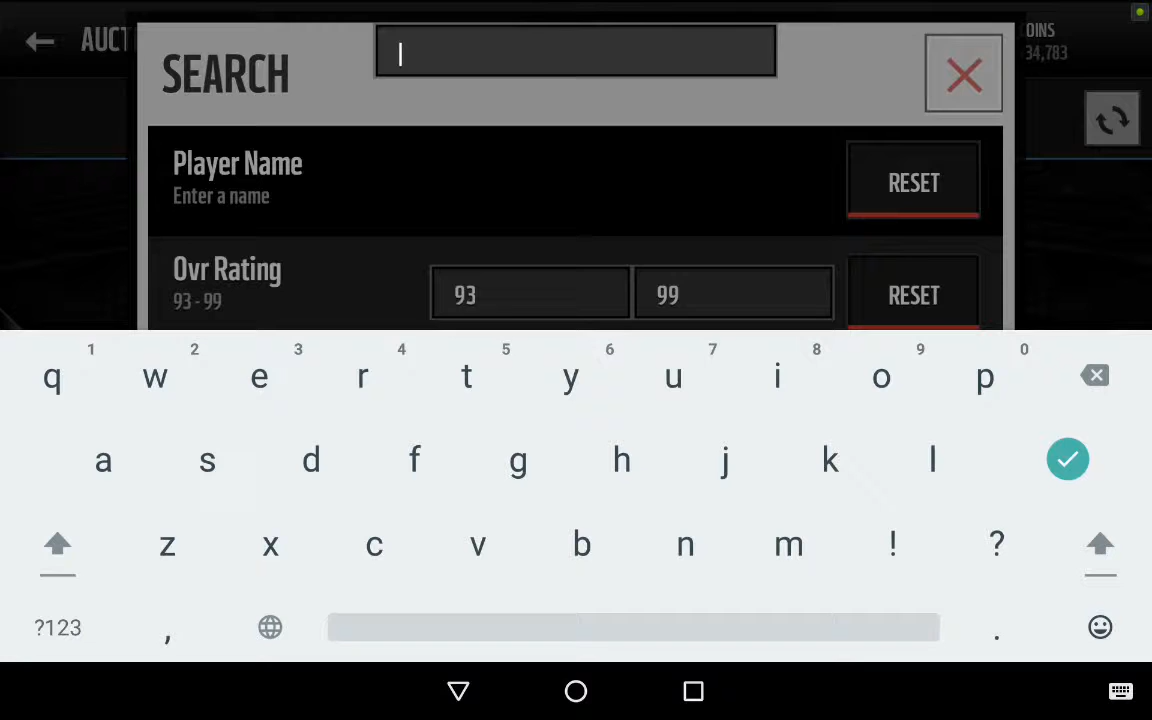 AUCT
OINS
34,783
SEARCH
Player Name
Enter a name
RESET
Ovr Rating
93 - 99
93
99
RESET
1 2 3 4 5 6 7 8 9 0
q w e r t y u i o p
a s d f g h j k l
z x c v b n m ! ?
?123 , .